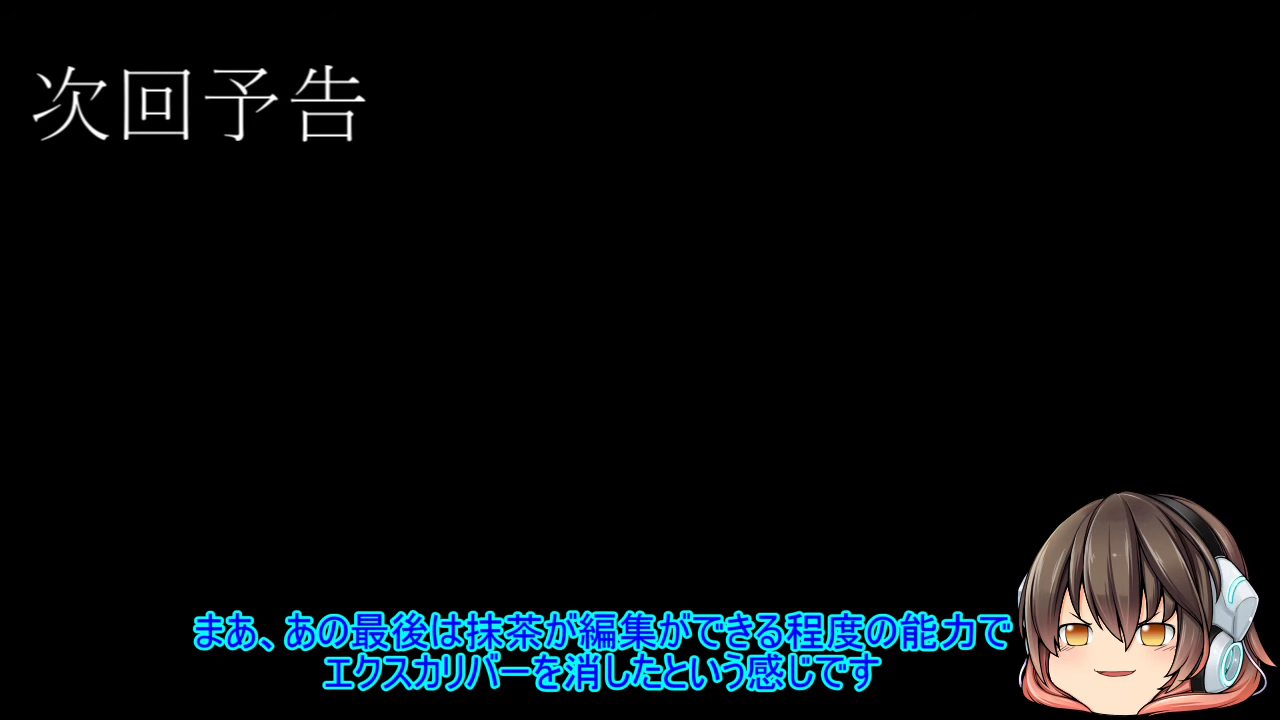 次回予告
まあ、あの最後は抹茶が編集ができる程度の能力で
エクスカリバーを消したという感じです